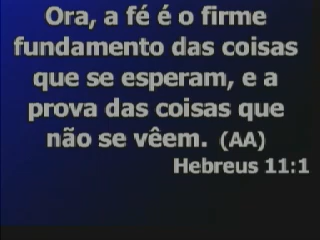 Ora, a fé é o firme
fundamento das coisas
que se esperam, e a
prova das coisas que
não se vêem. (AA)
Hebreus 11:1